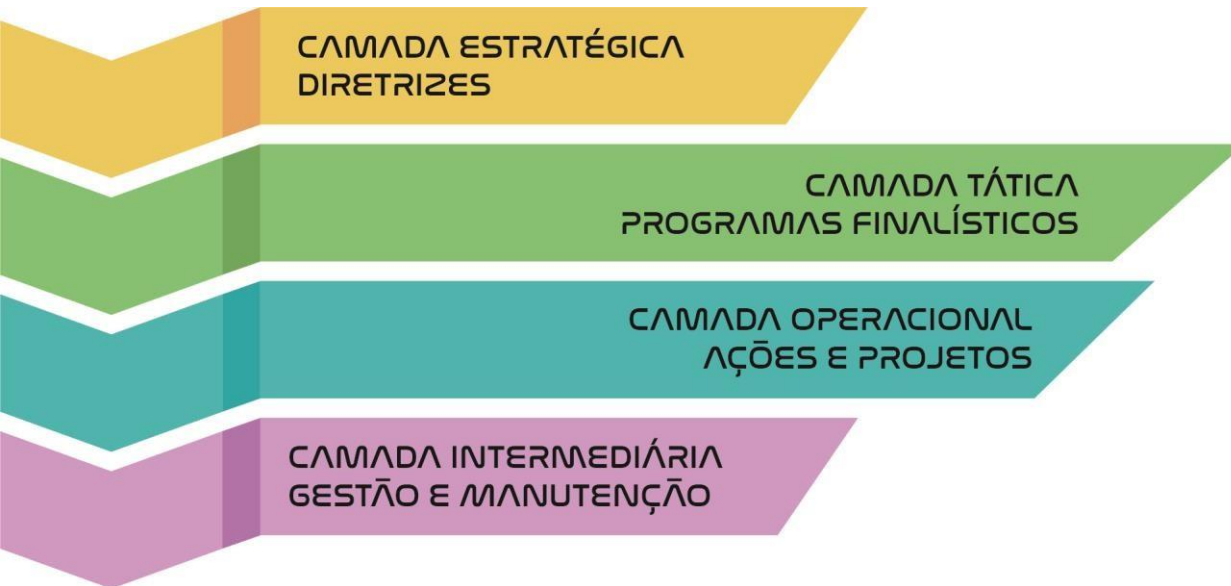 CAMADA ESTRATÉGICA
DIRETRIZES
CAMADA TÁTICA
PROGRAMAS FINALÍSTICOS
CAMADA OPERACIONAL
AÇÕES E PROJETOS
CAMADA INTERMEDIÁRIA
GESTÃO E MANUTENÇÃO